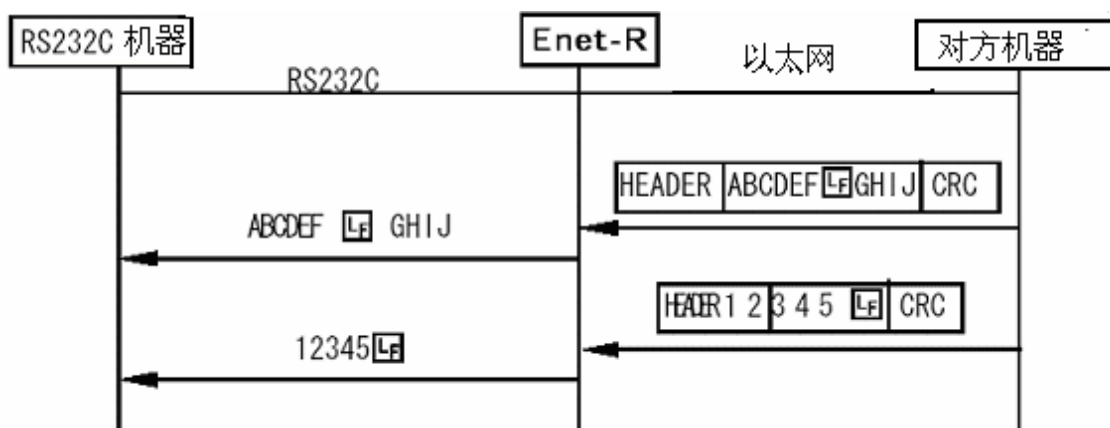 RS232C 机器
Enet-R
对方机器
以太网
RS232C
HEADER ABCDEF LF GHIJ CRC
ABCDEF LF GHIJ
HEADER 1 2 3 4 5 LF CRC
12345 LF